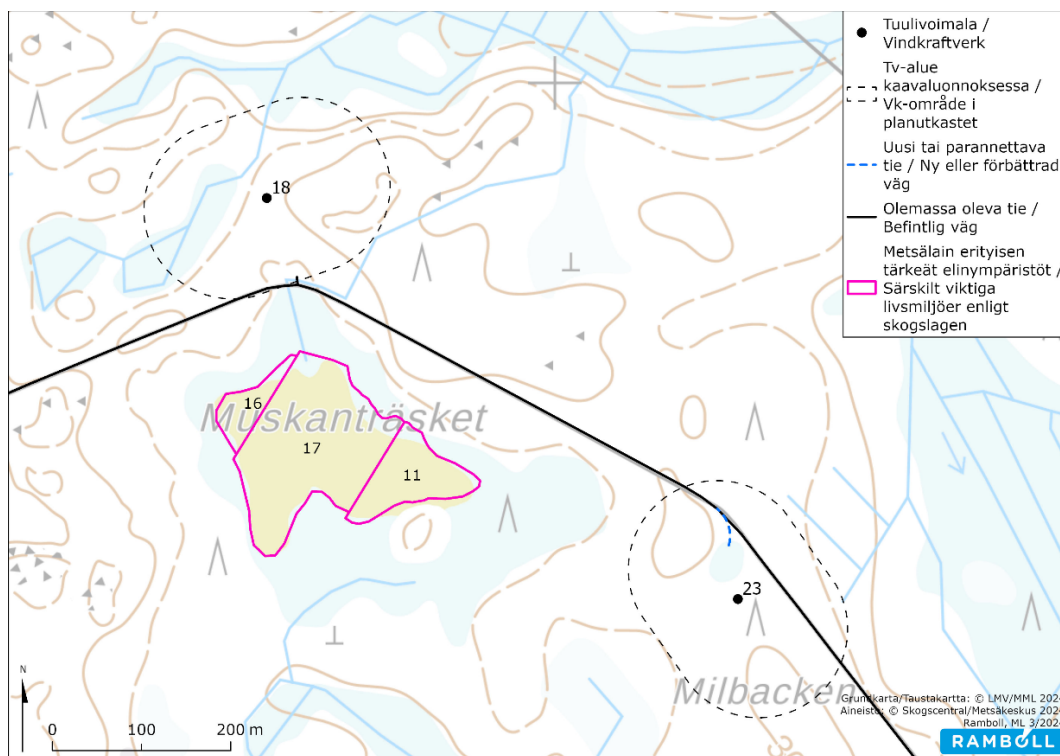 Tuulivoimala /
Vindkraftverk
Tv-alue
kaavaluonnoksessa /
Vk-område i
planutkastet
Uusi tai parannettava
tie / Ny eller förbättrad
väg
Olemassa oleva tie /
Befintlig väg
Metsälain erityisen
tärkeät elinympäristöt /
Särskilt viktiga
livsmiljöer enligt
skogslagen
18
16
Muskanträsket
17
11
23
Milbacken
N
0 100 200 m
Grundkarta/Taustakartta: © LMV/MML 2024
Aineisto: © Skogscentral/Metsäkeskus 2024
Ramboll, ML 3/2024
RAMBOLL